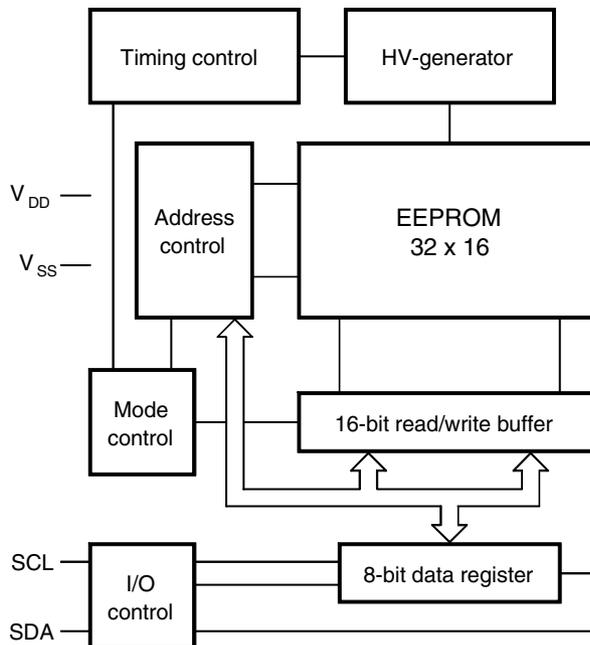 Timing control
HV-generator
V DD
V SS
Address
control
EEPROM
32 x 16
Mode
control
16-bit read/write buffer
SCL
SDA
I/O
control
8-bit data register